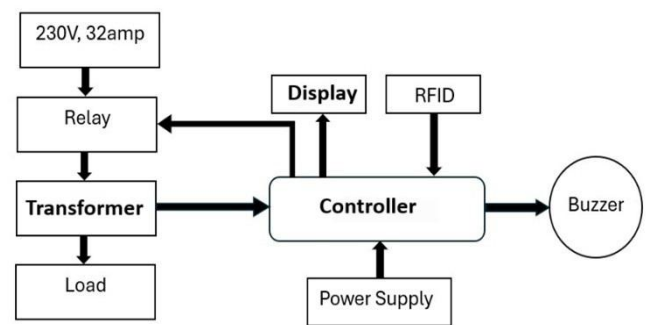 230V, 32amp
Relay
Display
RFID
Transformer
Controller
Buzzer
Load
Power Supply